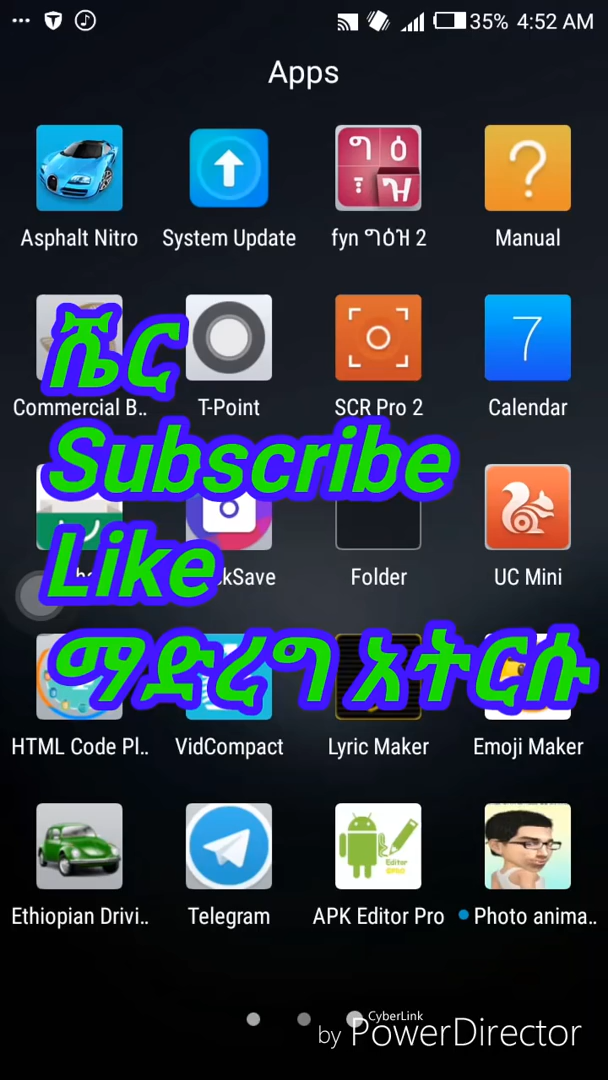 35% 4:52 AM
Apps
ግ ዕ
ዝ
Asphalt Nitro System Update fyn ግዕዝ 2 Manual
7
Commercial B.. T-Point SCR Pro 2 Calendar
ሼር
Subscribe
Like
ማድረግ አትርሱ
Folder UC Mini
HTML Code Pl.. VidCompact Lyric Maker Emoji Maker
Editor
Ethiopian Drivi.. Telegram APK Editor Pro Photo anima..
CyberLink
by PowerDirector